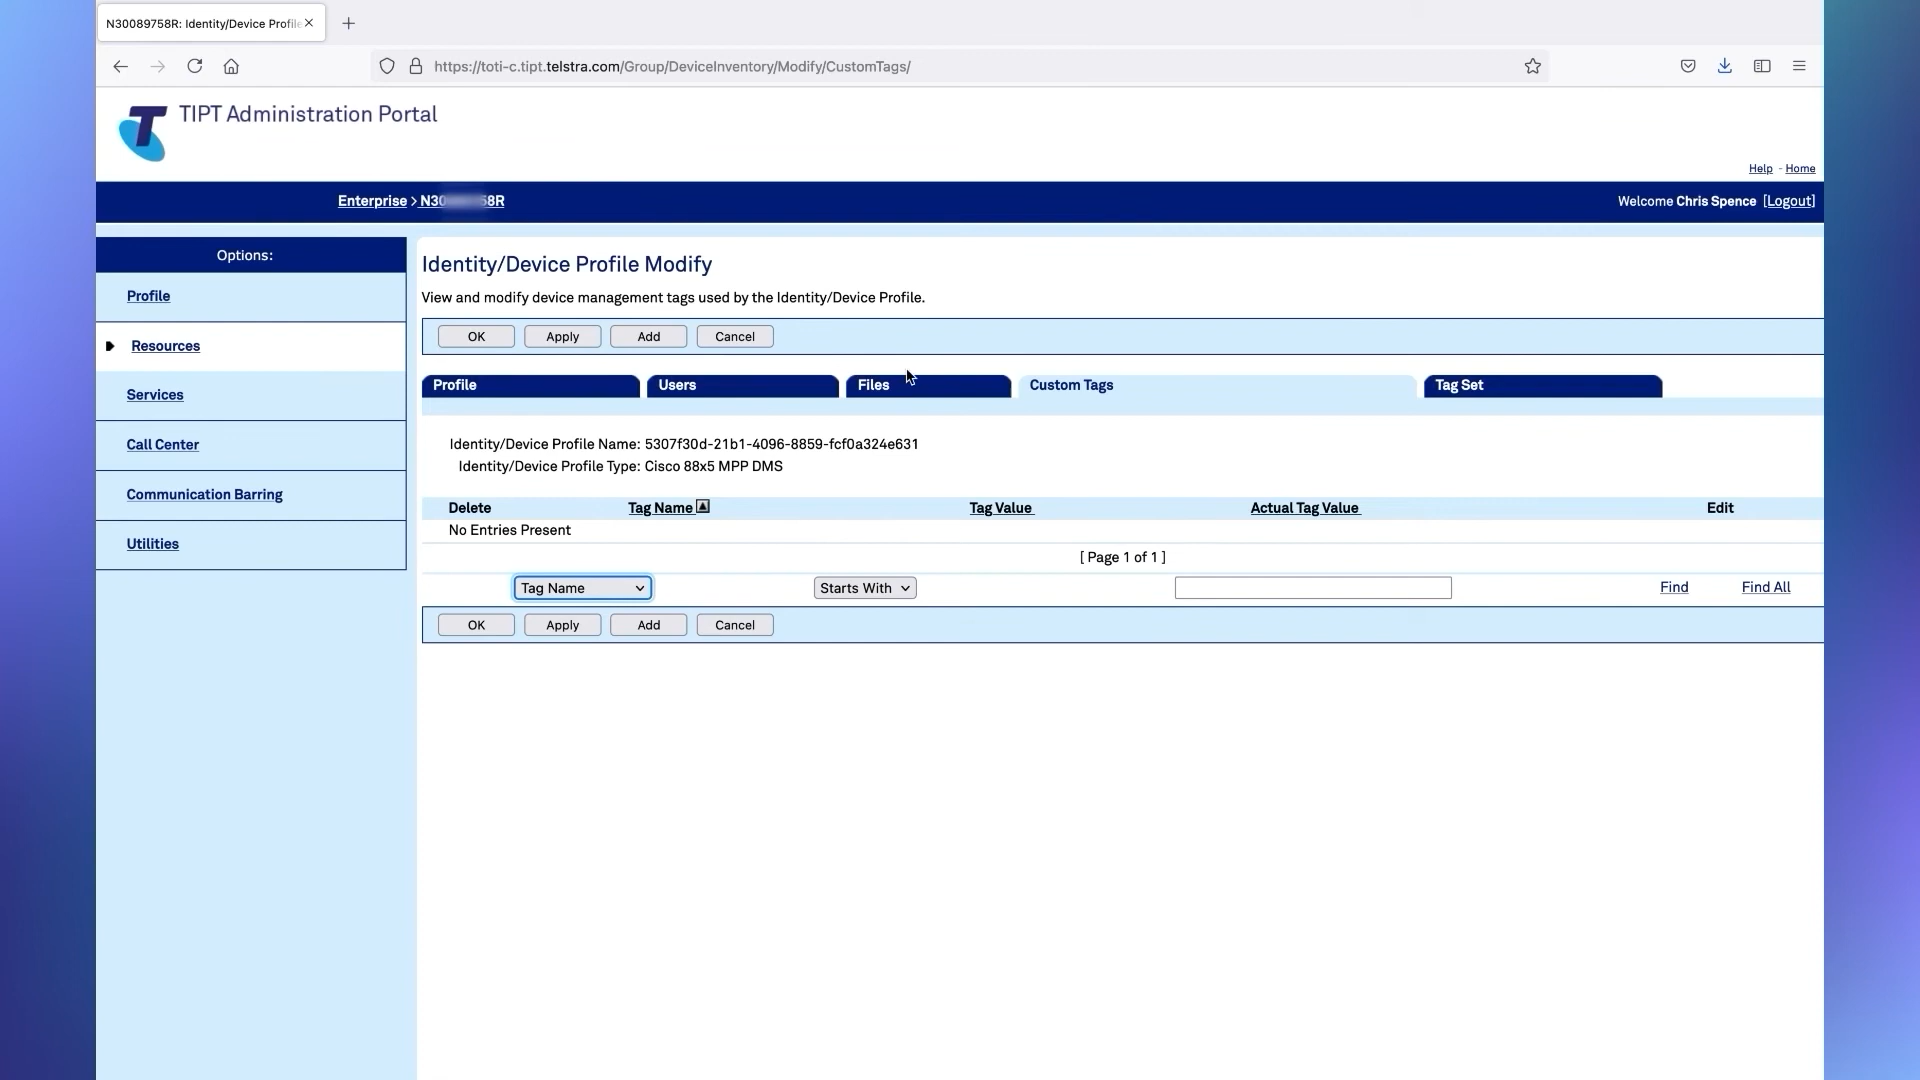 N30089758R: Identity/Device Profile
https://toti-c.tipt.telstra.com/Group/DeviceInventory/Modify/CustomTags/
TIPT Administration Portal
Help - Home
Enterprise > N30 58R
Welcome Chris Spence [Logout]
Options:
Profile
Resources
Services
Call Center
Communication Barring
Utilities
Identity/Device Profile Modify
View and modify device management tags used by the Identity/Device Profile.
OK Apply Add Cancel
Profile Users Files Custom Tags Tag Set
Identity/Device Profile Name: 5307f30d-21b1-4096-8859-fcf0a324e631
Identity/Device Profile Type: Cisco 88x5 MPP DMS
Delete Tag Name Tag Value Actual Tag Value Edit
No Entries Present
[ Page 1 of 1 ]
Tag Name Starts With Find Find All
OK Apply Add Cancel